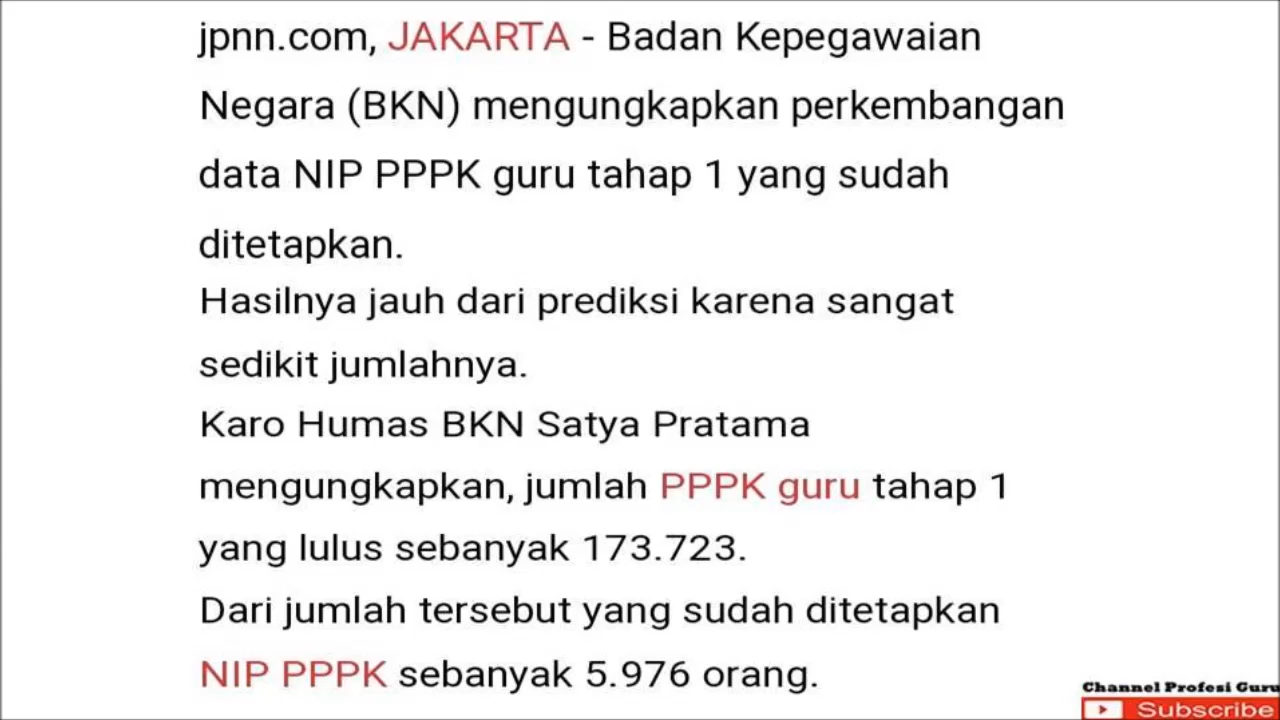 jpnn.com, JAKARTA - Badan Kepegawaian
Negara (BKN) mengungkapkan perkembangan
data NIP PPPK guru tahap 1 yang sudah
ditetapkan.
Hasilnya jauh dari prediksi karena sangat
sedikit jumlahnya.
Karo Humas BKN Satya Pratama
mengungkapkan, jumlah PPPK guru tahap 1
yang lulus sebanyak 173.723.
Dari jumlah tersebut yang sudah ditetapkan
NIP PPPK sebanyak 5.976 orang.
Channel Profesi Guru
Subscribe